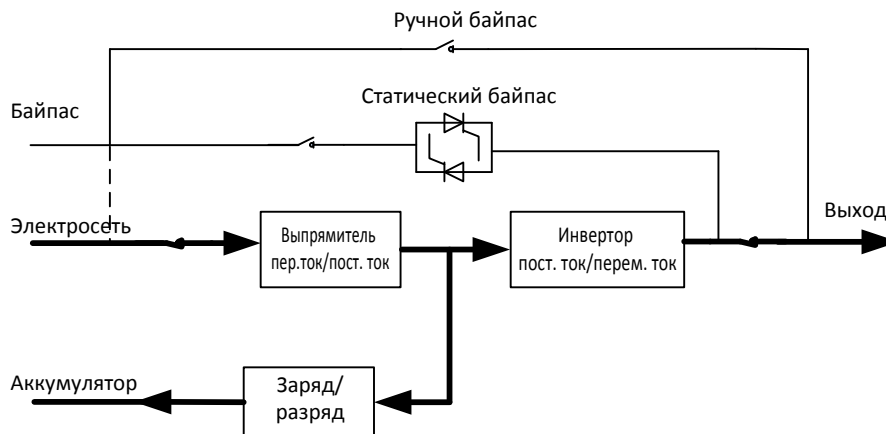 Ручной байпас
Статический байпас
Байпас
Электросеть
Выход
Выпрямитель
пер.ток/пост. ток
Инвертор
пост. ток/перем. ток
Аккумулятор
Заряд/
разряд